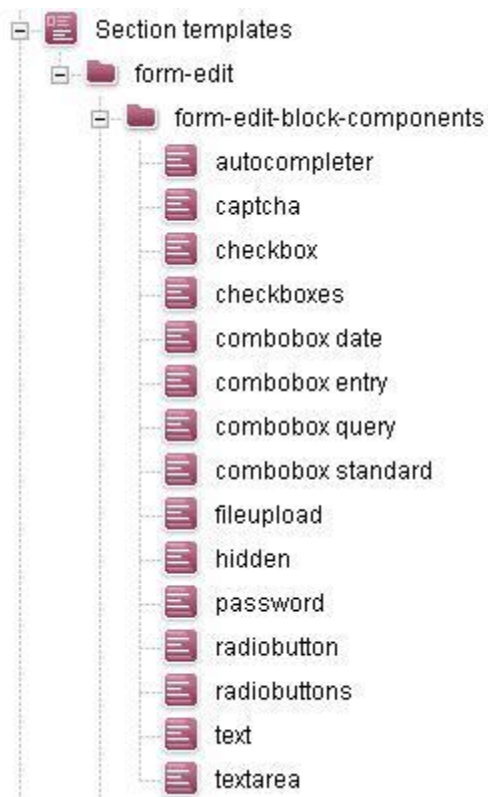 Section templates
form-edit
form-edit-block-components
autocompleter
captcha
checkbox
checkboxes
combobox date
combobox entry
combobox query
combobox standard
fileupload
hidden
password
radiobutton
radiobuttons
text
textarea